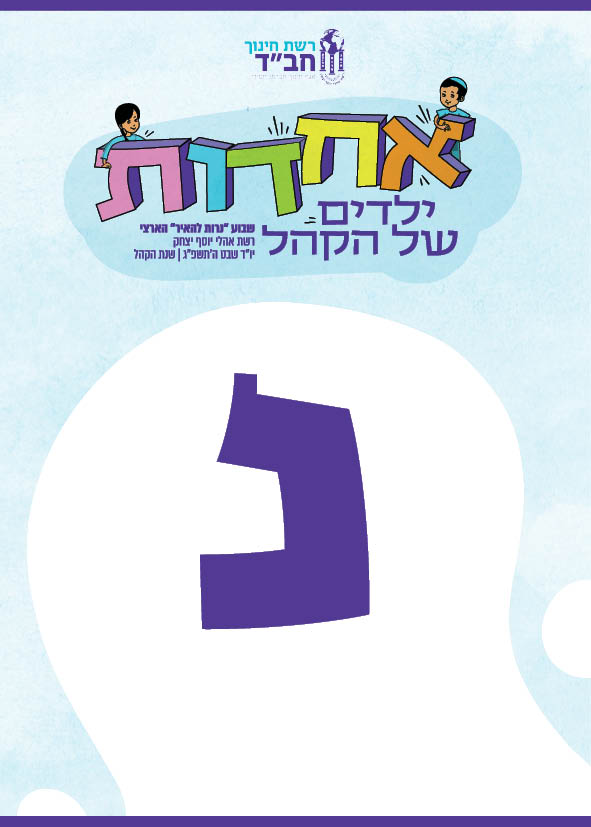 רשת חינוך
חב״ד
אחדות
ילדים
של הקהל
שבוע "נרות להאיר" הארצי
רשת אהלי יוסף יצחק
יו"ד שבט ה'תשפ"ג | שנת הקהל
נ